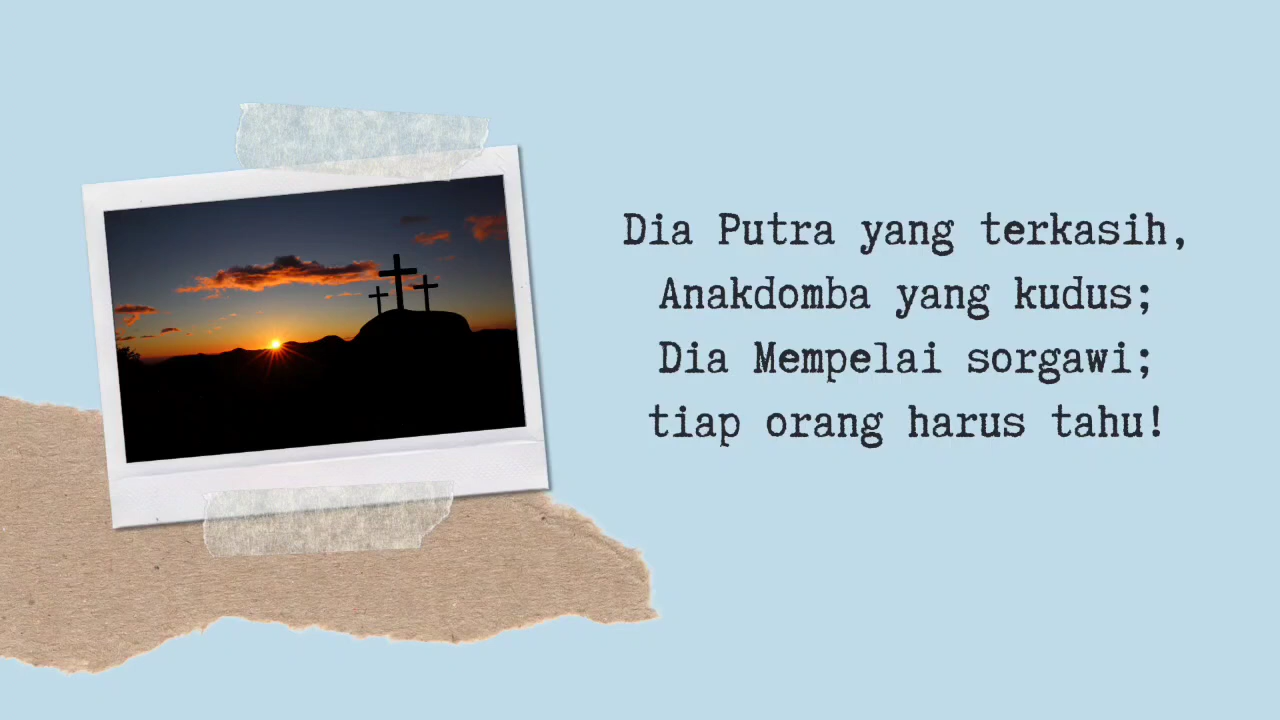 Dia Putra yang terkasih,
Anakdomba yang kudus;
Dia Mempelai sorgawi;
tiap orang harus tahu!